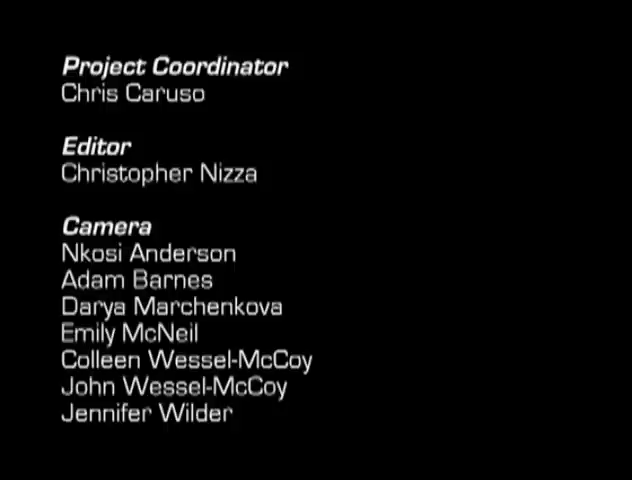 Project Coordinator
Chris Caruso
Editor
Christopher Nizza
Camera
Nkosi Anderson
Adam Barnes
Darya Marchenkova
Emily McNeil
Colleen Wessel-McCoy
John Wessel-McCoy
Jennifer Wilder